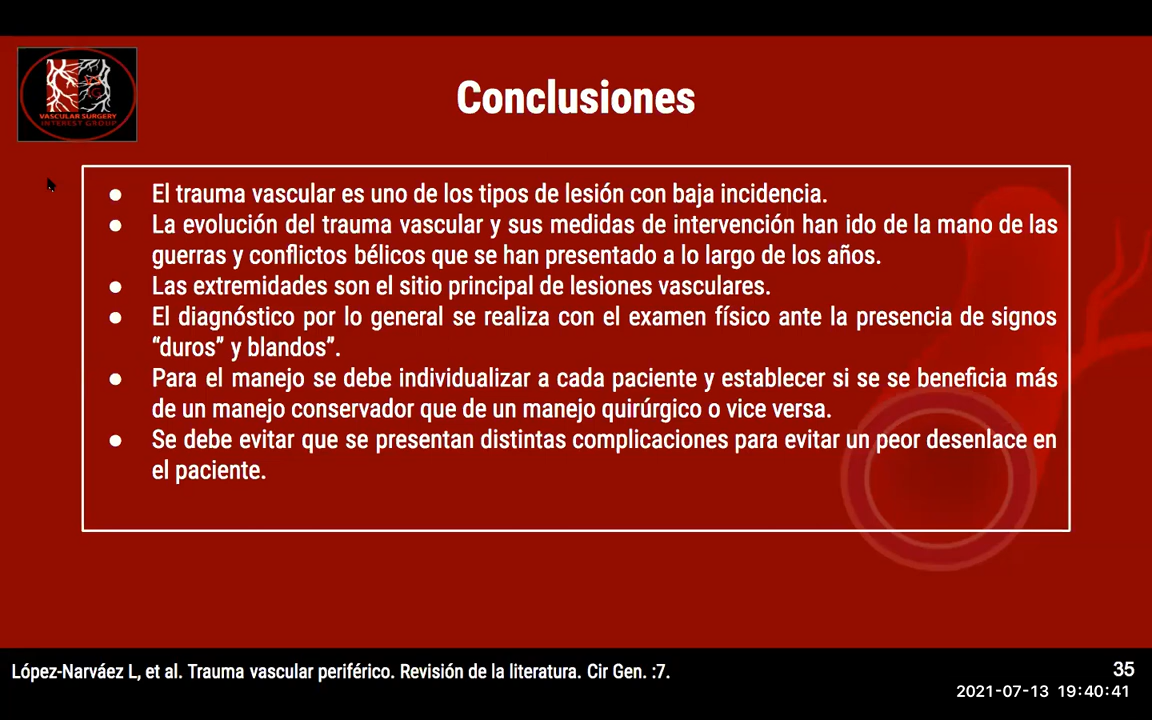 VASCULAR SURGERY
INTEREST GROUP
Conclusiones
● El trauma vascular es uno de los tipos de lesión con baja incidencia.
● La evolución del trauma vascular y sus medidas de intervención han ido de la mano de las
guerras y conflictos bélicos que se han presentado a lo largo de los años.
● Las extremidades son el sitio principal de lesiones vasculares.
● El diagnóstico por lo general se realiza con el examen físico ante la presencia de signos
“duros” y blandos”.
● Para el manejo se debe individualizar a cada paciente y establecer si se se beneficia más
de un manejo conservador que de un manejo quirúrgico o vice versa.
● Se debe evitar que se presentan distintas complicaciones para evitar un peor desenlace en
el paciente.
López-Narváez L, et al. Trauma vascular periférico. Revisión de la literatura. Cir Gen. :7.
35
2021-07-13 19:40:41